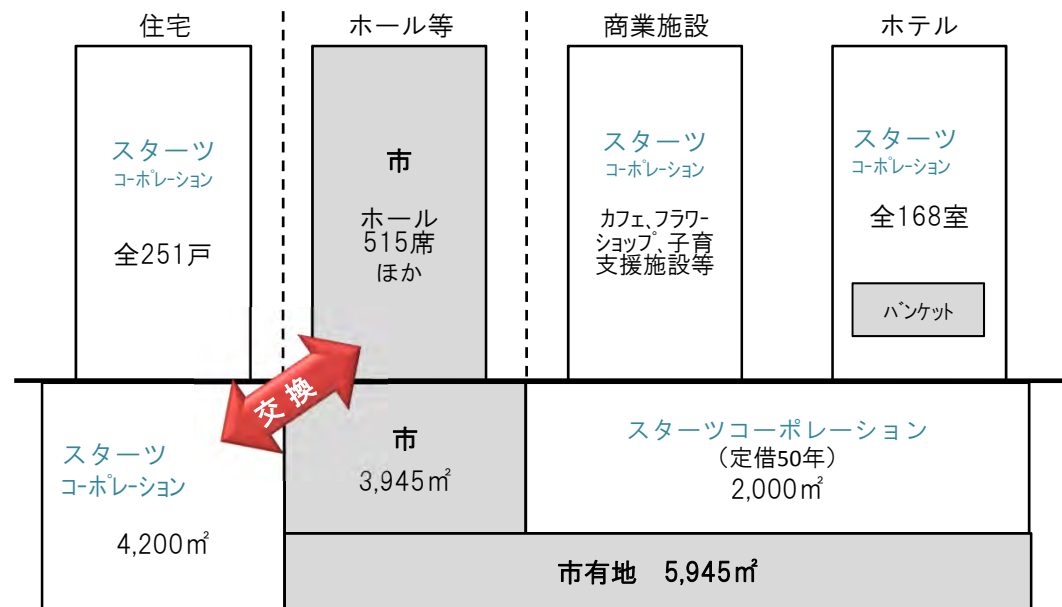 住宅
ホール等
商業施設
ホテル
スターツ
コーポレーション
全251戸
市
ホール
515席
ほか
スターツ
コーポレーション
カフェ、フラワー
ショップ、子育
支援施設等
スターツ
コーポレーション
全168室
バンケット
交換
スターツ
コーポレーション
4,200㎡
市
3,945㎡
スターツコーポレーション
（定借50年）
2,000㎡
市有地　5,945㎡